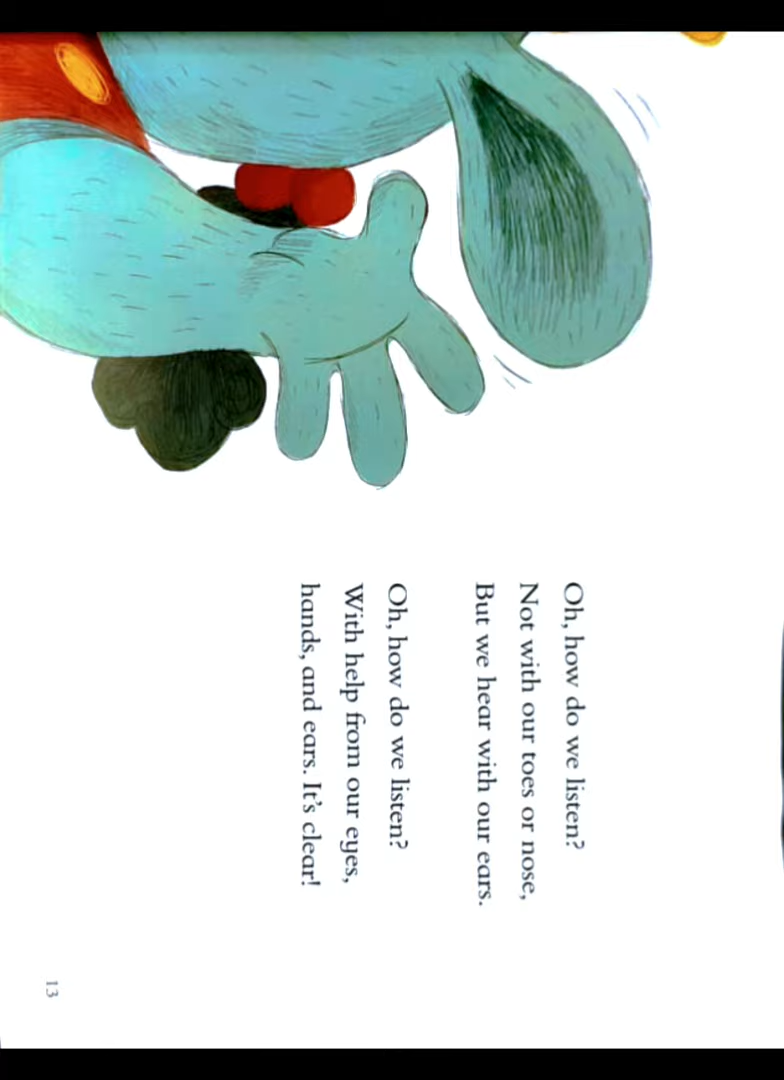 Oh, how do we listen?
Not with our toes or nose,
But we hear with our ears.
Oh, how do we listen?
With help from our eyes,
hands, and ears. It's clear!
13